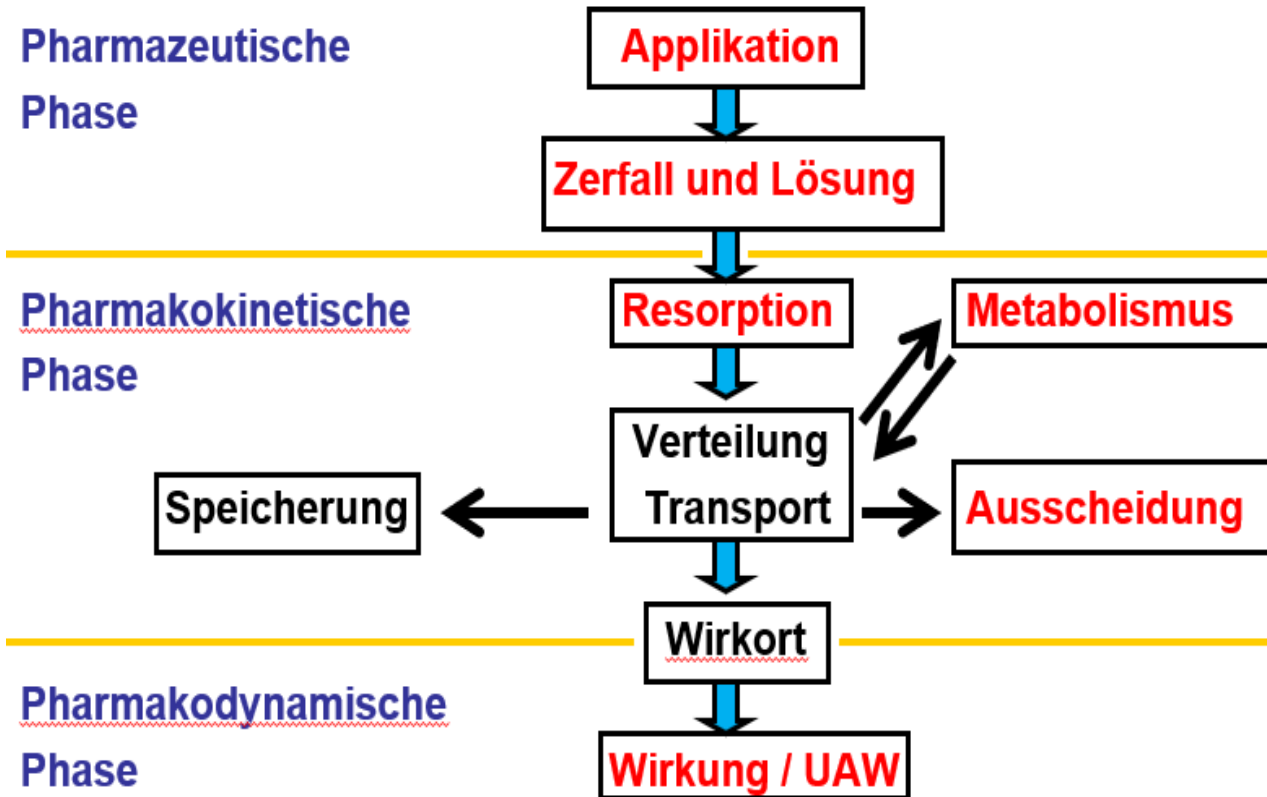 Pharmazeutische
Phase
Applikation
Zerfall und Lösung
Pharmakokinetische
Phase
Resorption
Metabolismus
Verteilung
Transport
Speicherung
Ausscheidung
Wirkort
Pharmakodynamische
Phase
Wirkung / UAW